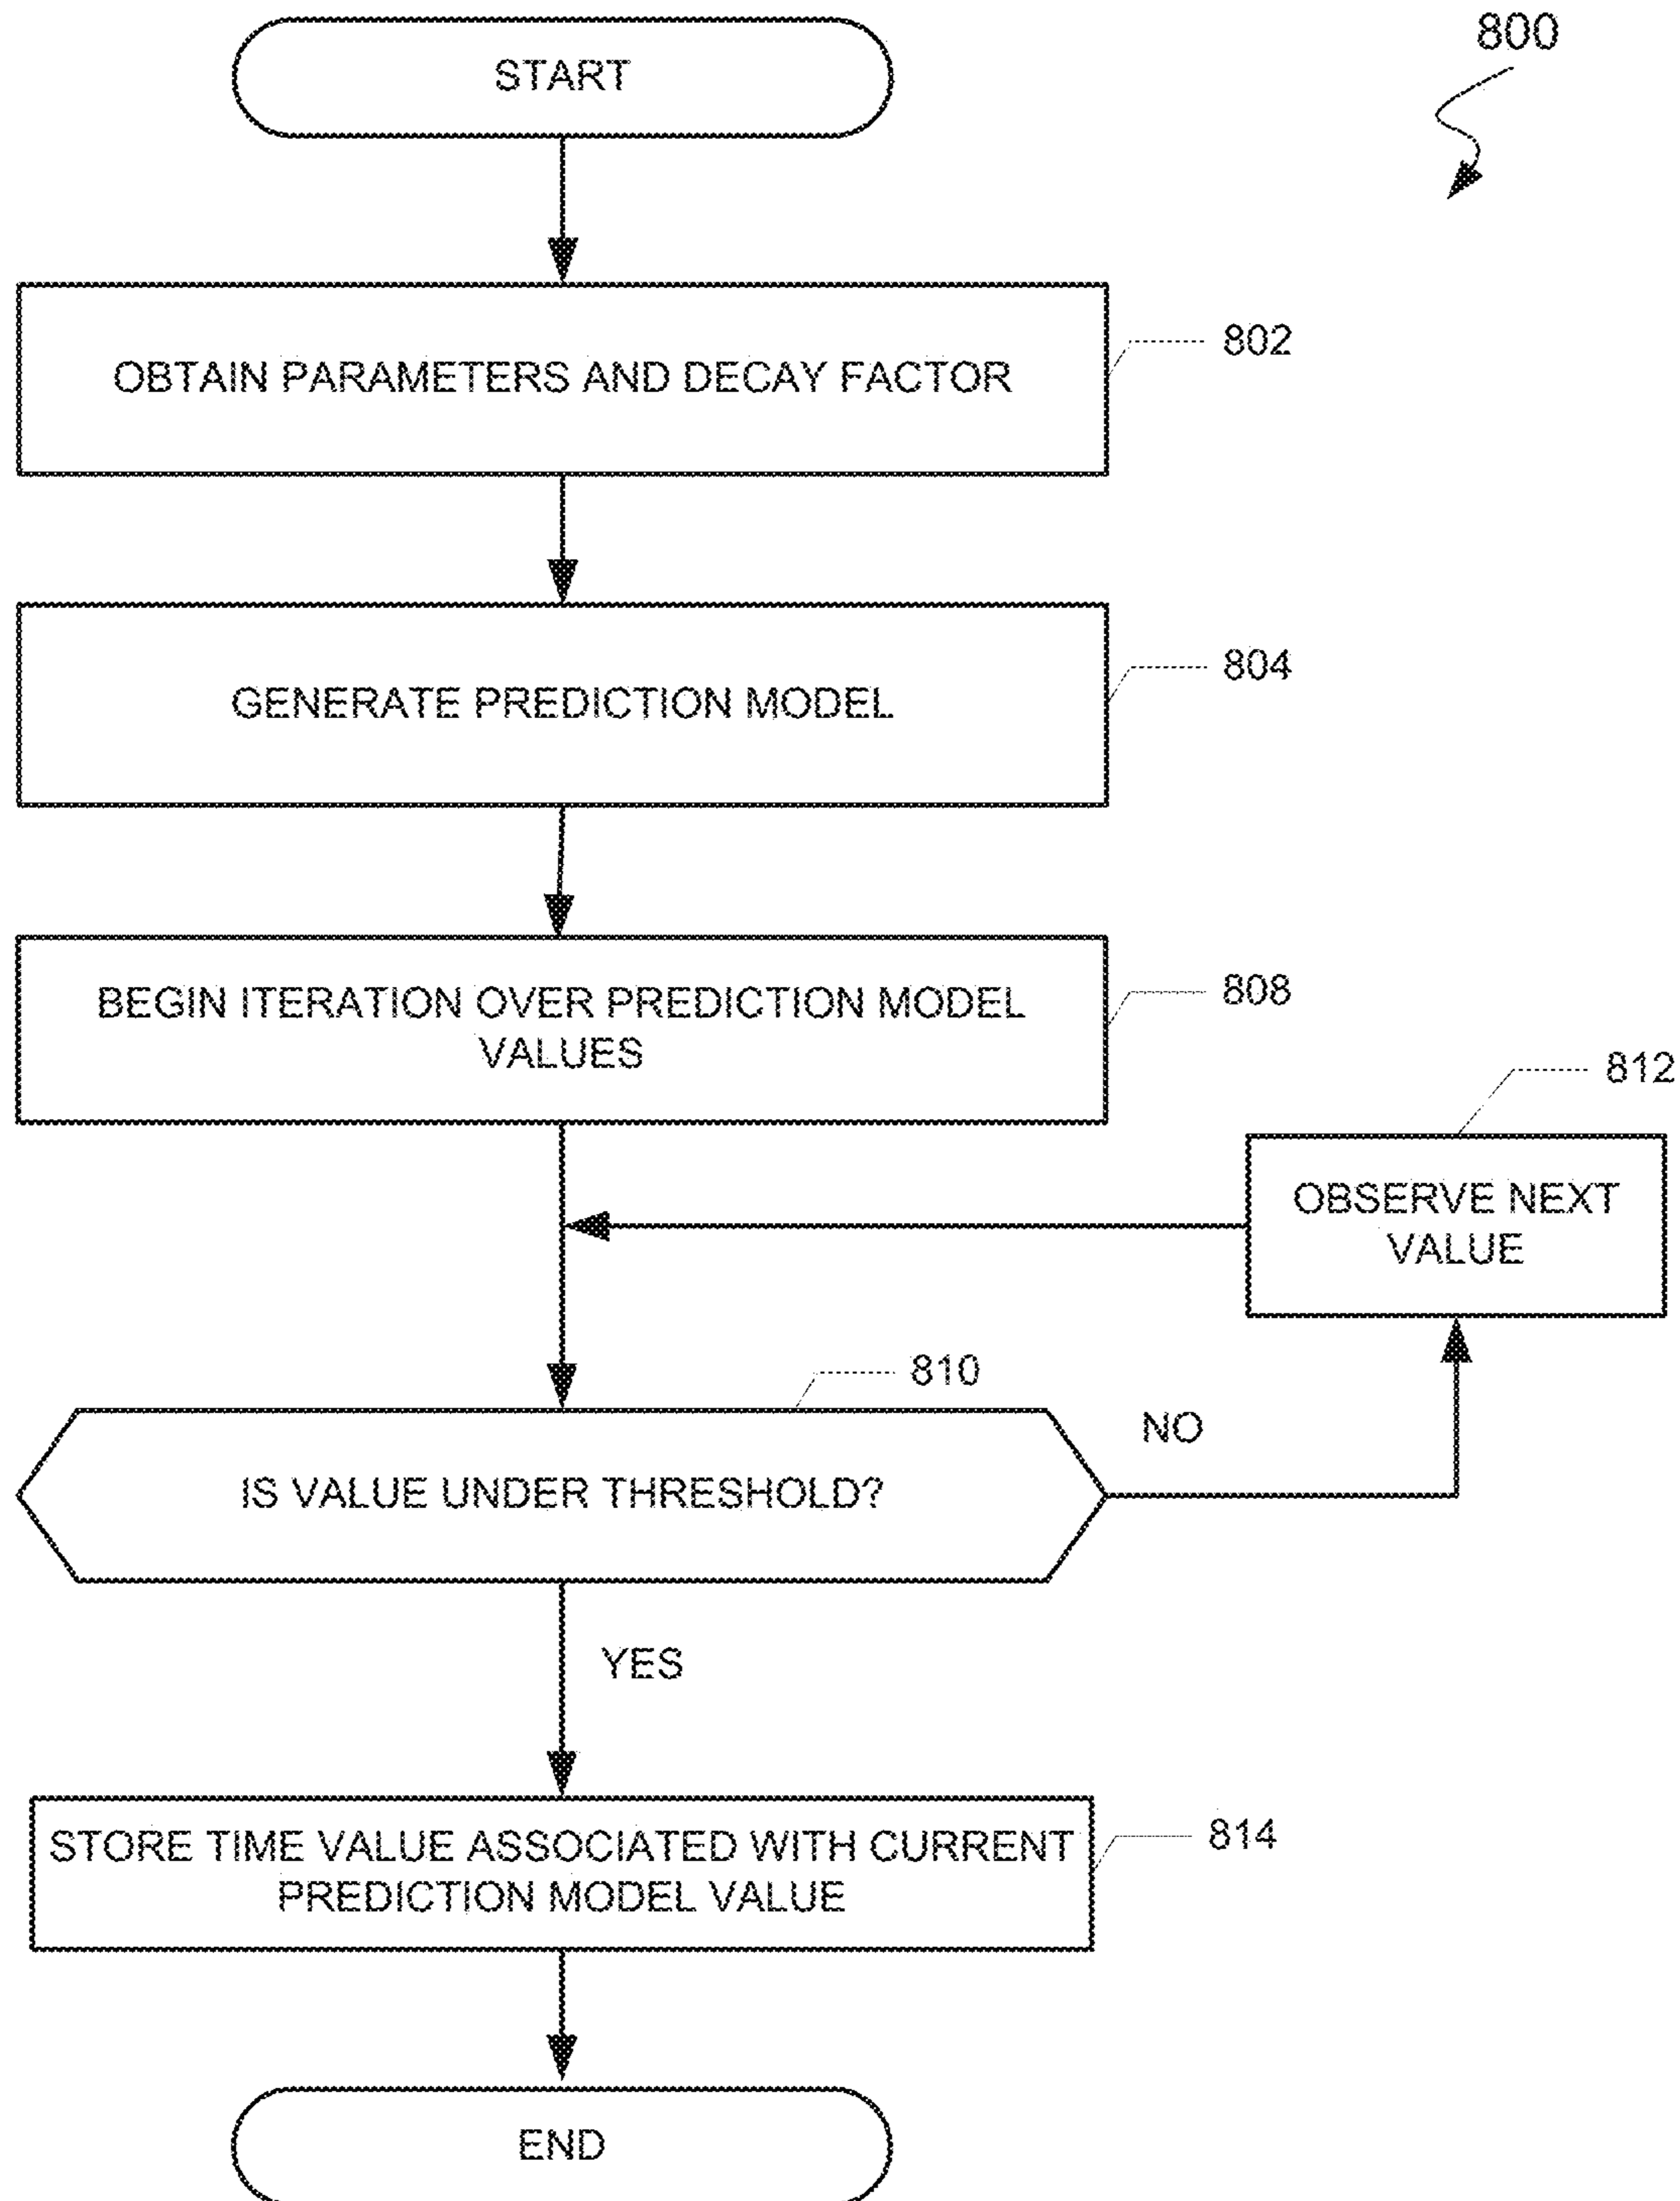 800
START
OBTAIN PARAMETERS AND DECAY FACTOR
802
GENERATE PREDICTION MODEL
804
BEGIN ITERATION OVER PREDICTION MODEL
VALUES
808
812
OBSERVE NEXT
VALUE
810
IS VALUE UNDER THRESHOLD?
NO
YES
STORE TIME VALUE ASSOCIATED WITH CURRENT
PREDICTION MODEL VALUE
814
END